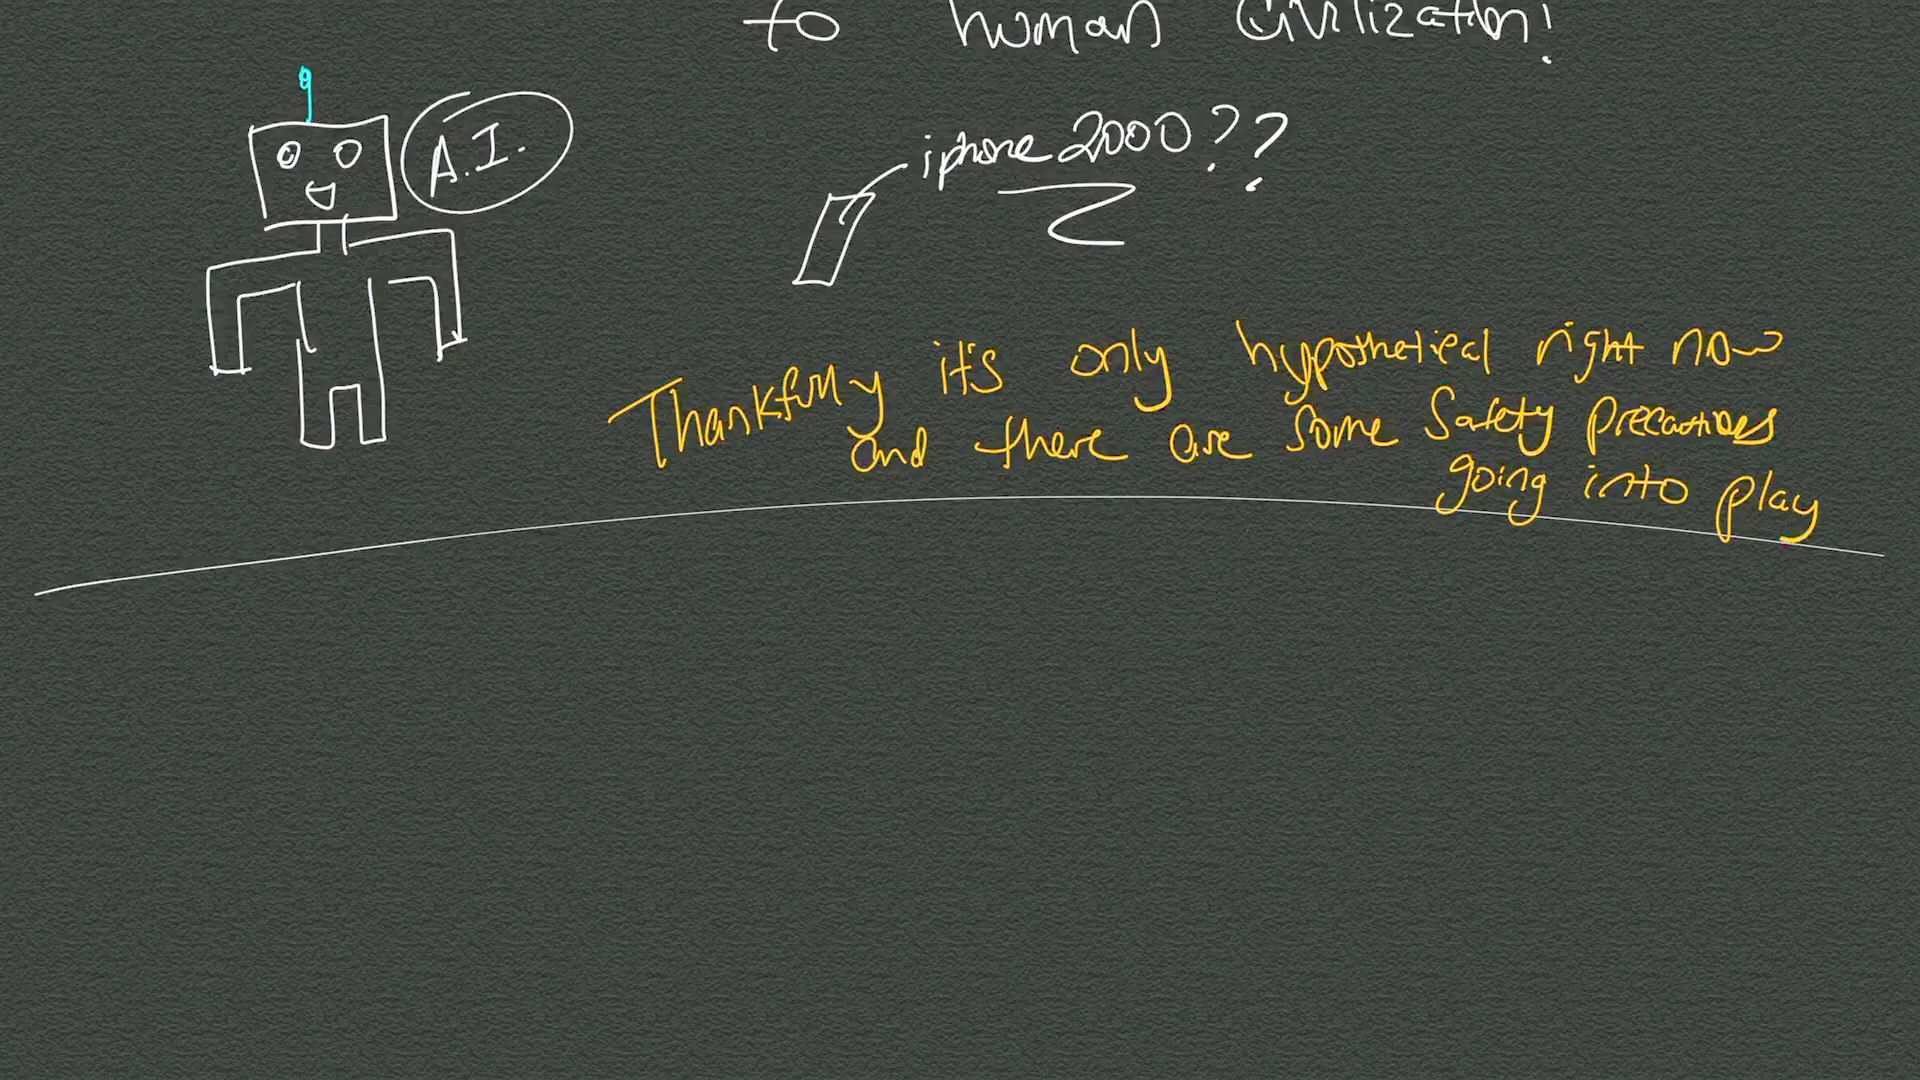 to human civilization!
A.I.
iphone 2000??
Thankfully it's only hypothetical right now
and there are some safety precautions
going into play